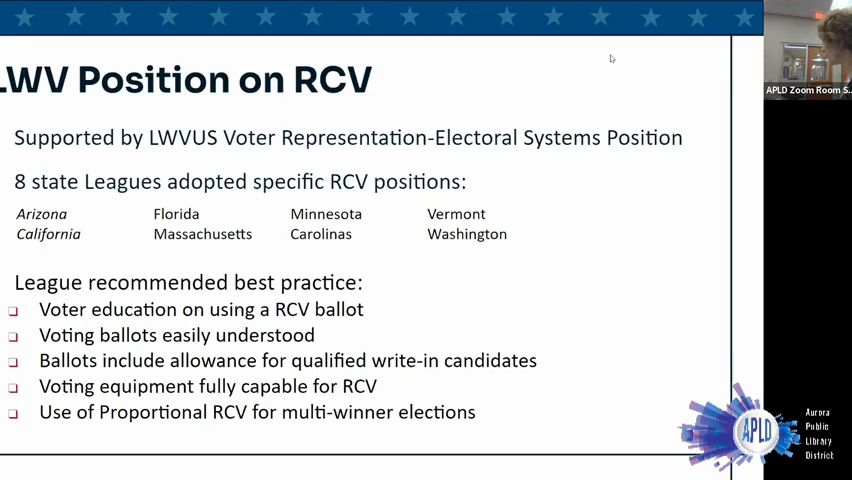 LWV Position on RCV
Supported by LWVUS Voter Representation-Electoral Systems Position
8 state Leagues adopted specific RCV positions:
Arizona Florida Minnesota Vermont
California Massachusetts Carolinas Washington
League recommended best practice:
Voter education on using a RCV ballot
Voting ballots easily understood
Ballots include allowance for qualified write-in candidates
Voting equipment fully capable for RCV
Use of Proportional RCV for multi-winner elections
APLD Zoom Room S...
APLD
Aurora
Public
Library
District